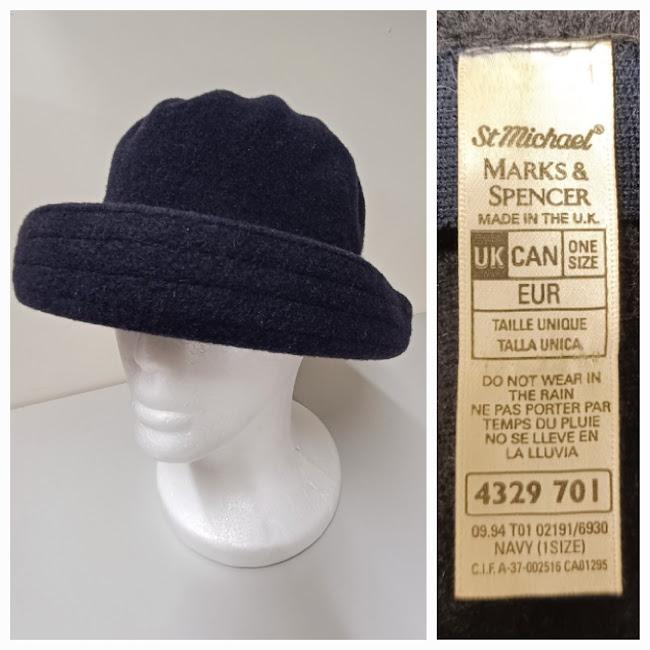 St Michael®
MARKS &
SPENCER
MADE IN THE U.K.
UK CAN ONE SIZE
EUR
TAILLE UNIQUE
TALLA UNICA
DO NOT WEAR IN
THE RAIN
NE PAS PORTER PAR
TEMPS DU PLUIE
NO SE LLEVE EN
LA LLUVIA
4329 701
09.94 T01 02191/6930
NAVY (1SIZE)
C.I.F. A-37-002516 CA01295